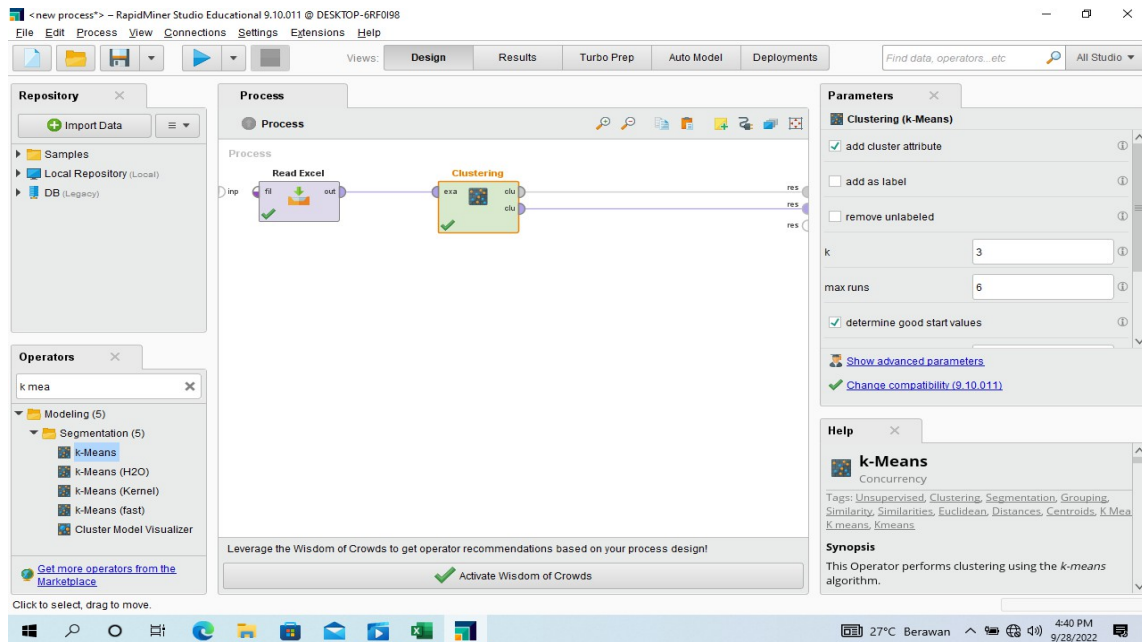 <new process*> – RapidMiner Studio Educational 9.10.011 @ DESKTOP-6RF0I98
File Edit Process View Connections Settings Extensions Help
Views: Design Results Turbo Prep Auto Model Deployments Find data, operators...etc All Studio
Repository
Import Data
Samples
Local Repository (Local)
DB (Legacy)
Operators
k mea
Modeling (5)
Segmentation (5)
k-Means
k-Means (H2O)
k-Means (Kernel)
k-Means (fast)
Cluster Model Visualizer
Get more operators from the
Marketplace
Process
Process
Process
Read Excel Clustering
inp fil out exa clu res
clu res
res
Leverage the Wisdom of Crowds to get operator recommendations based on your process design!
Activate Wisdom of Crowds
Parameters
Clustering (k-Means)
add cluster attribute
add as label
remove unlabeled
k 3
max runs 6
determine good start values
Show advanced parameters
Change compatibility (9.10.011)
Help
k-Means
Concurrency
Tags: Unsupervised, Clustering, Segmentation, Grouping,
Similarity, Similarities, Euclidean, Distances, Centroids, K Mea
K means, Kmeans
Synopsis
This Operator performs clustering using the k-means
algorithm.
Click to select, drag to move.
27°C Berawan 4:40 PM
9/28/2022